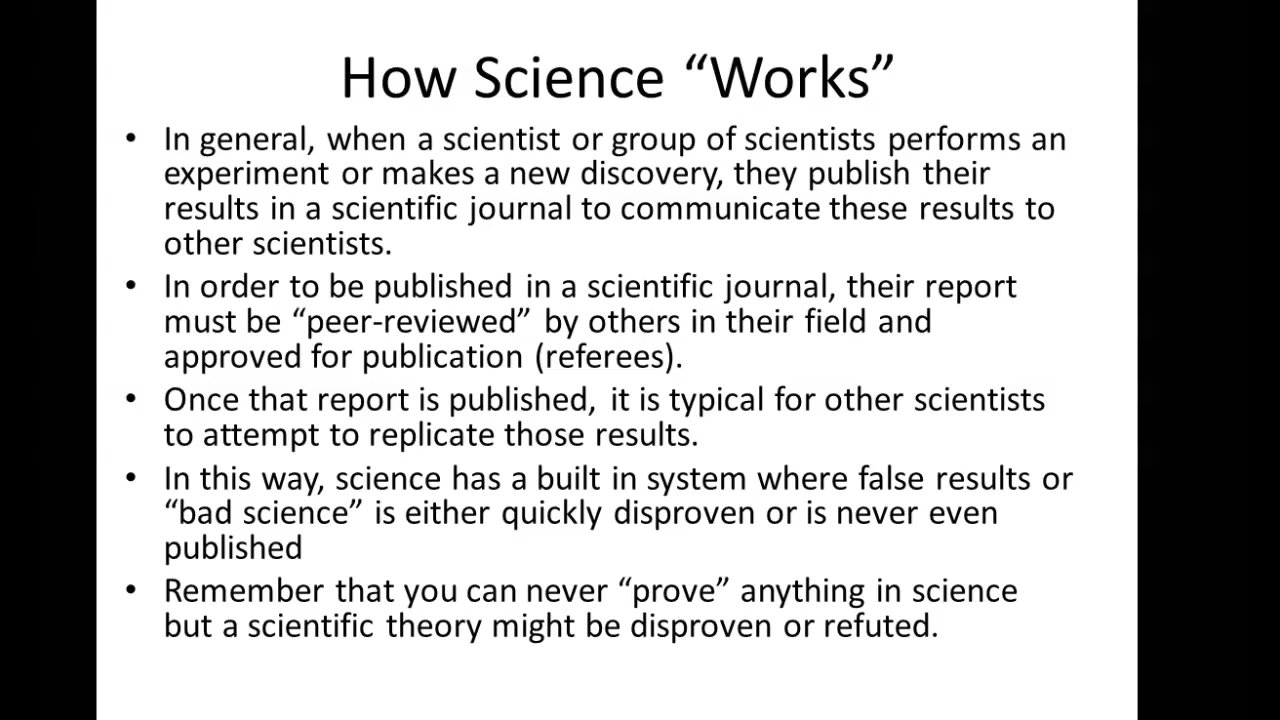 How Science “Works”
• In general, when a scientist or group of scientists performs an
experiment or makes a new discovery, they publish their
results in a scientific journal to communicate these results to
other scientists.
• In order to be published in a scientific journal, their report
must be “peer-reviewed” by others in their field and
approved for publication (referees).
• Once that report is published, it is typical for other scientists
to attempt to replicate those results.
• In this way, science has a built in system where false results or
“bad science” is either quickly disproven or is never even
published
• Remember that you can never “prove” anything in science
but a scientific theory might be disproven or refuted.